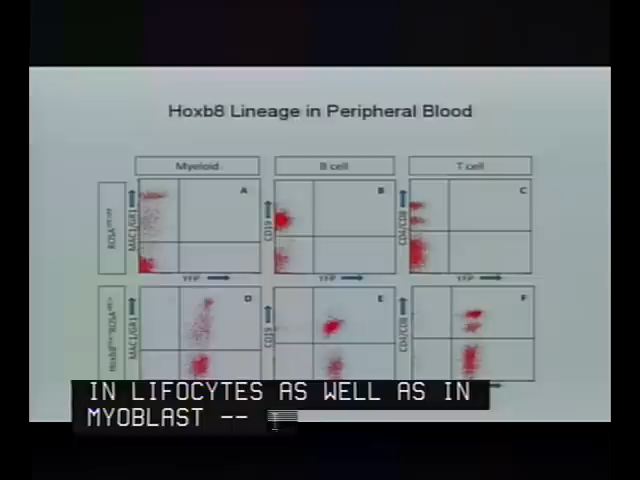 Hoxb8 Lineage in Peripheral Blood
Myeloid
B cell
T cell
MAC1/GR1
A
CD19
B
CD4/CD8
C
YFP
YFP
YFP
MAC1/GR1
D
CD19
E
CD4/CD8
F
IN LIFOCYTES AS WELL AS IN
MYOBLAST --